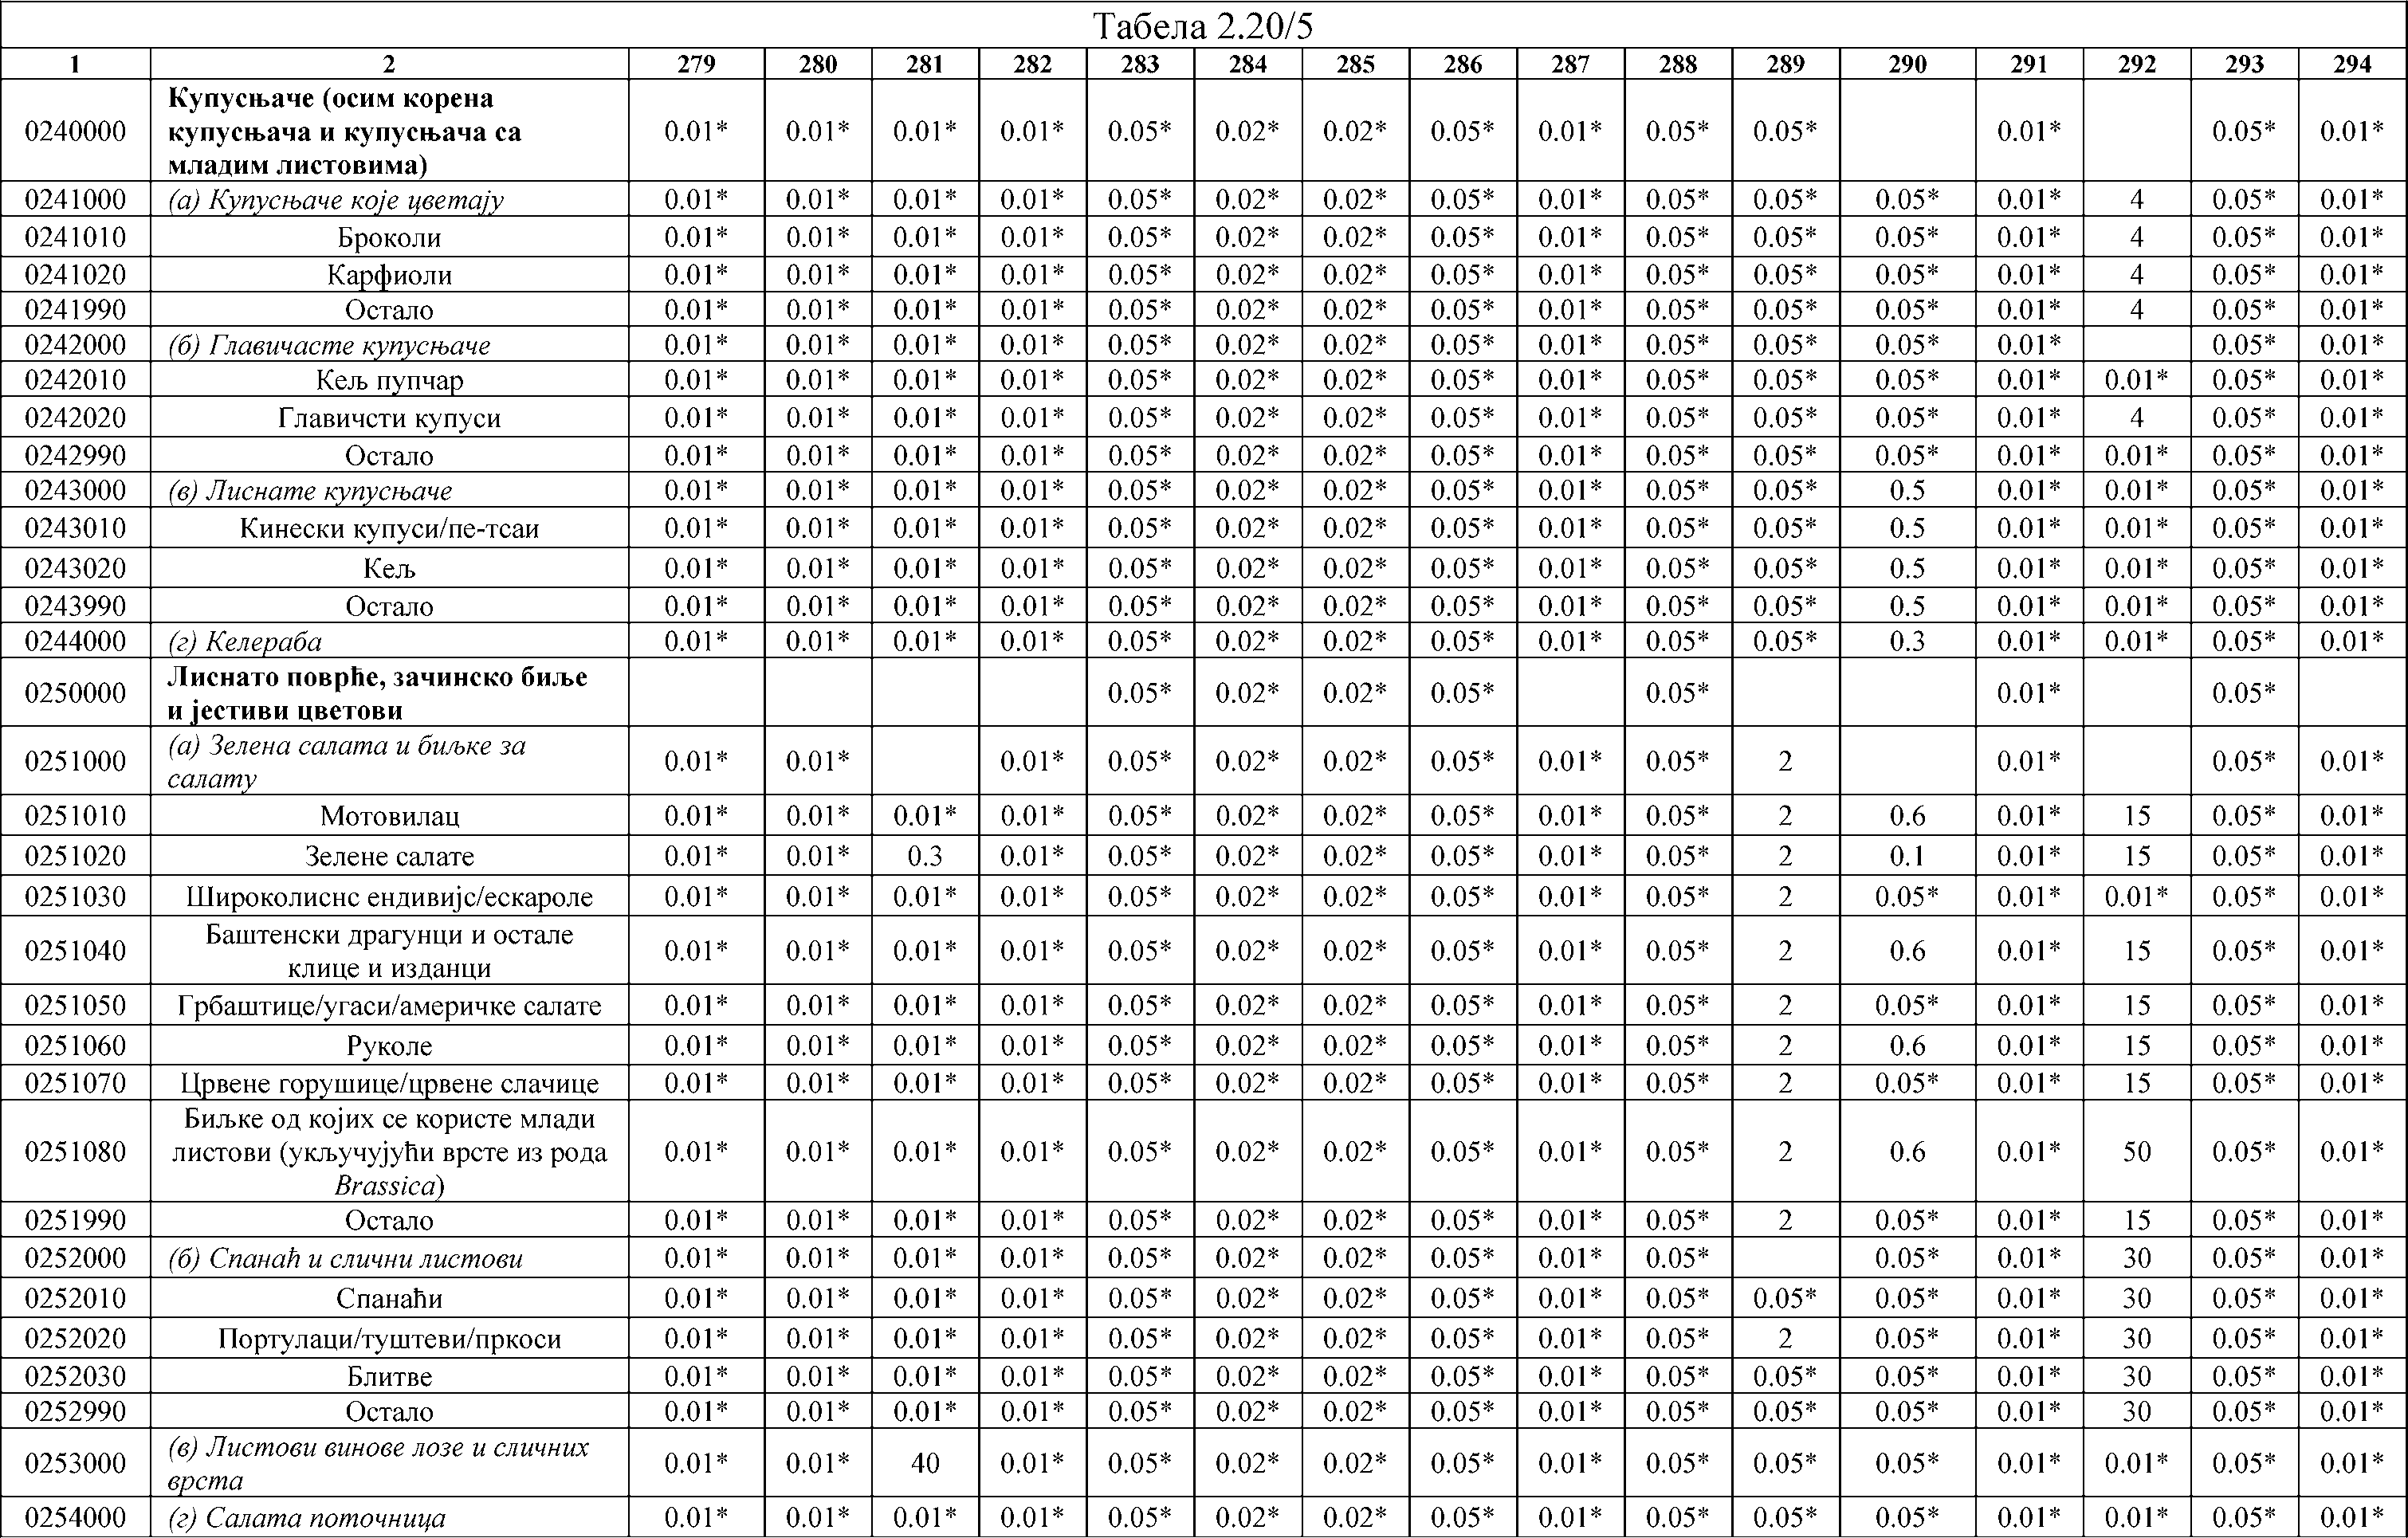 Табела 2.20/5
1 2 279 280 281 282 283 284 285 286 287 288 289 290 291 292 293 294
Купусњаче (осим корена
0240000 купусњача и купусњача са 0.01* 0.01* 0.01* 0.01* 0.05* 0.02* 0.02* 0.05* 0.01* 0.05* 0.05* 0.01* 0.05* 0.01*
младим листовима)
0241000 (а) Купусњаче које цветају 0.01* 0.01* 0.01* 0.01* 0.05* 0.02* 0.02* 0.05* 0.01* 0.05* 0.05* 0.05* 0.01* 4 0.05* 0.01*
0241010 Броколи 0.01* 0.01* 0.01* 0.01* 0.05* 0.02* 0.02* 0.05* 0.01* 0.05* 0.05* 0.05* 0.01* 4 0.05* 0.01*
0241020 Карфиоли 0.01* 0.01* 0.01* 0.01* 0.05* 0.02* 0.02* 0.05* 0.01* 0.05* 0.05* 0.05* 0.01* 4 0.05* 0.01*
0241990 Остало 0.01* 0.01* 0.01* 0.01* 0.05* 0.02* 0.02* 0.05* 0.01* 0.05* 0.05* 0.05* 0.01* 4 0.05* 0.01*
0242000 (б) Главичасте купусњаче 0.01* 0.01* 0.01* 0.01* 0.05* 0.02* 0.02* 0.05* 0.01* 0.05* 0.05* 0.05* 0.01* 0.05* 0.01*
0242010 Кељ пупчар 0.01* 0.01* 0.01* 0.01* 0.05* 0.02* 0.02* 0.05* 0.01* 0.05* 0.05* 0.05* 0.01* 0.01* 0.05* 0.01*
0242020 Главичсти купуси 0.01* 0.01* 0.01* 0.01* 0.05* 0.02* 0.02* 0.05* 0.01* 0.05* 0.05* 0.05* 0.01* 4 0.05* 0.01*
0242990 Остало 0.01* 0.01* 0.01* 0.01* 0.05* 0.02* 0.02* 0.05* 0.01* 0.05* 0.05* 0.05* 0.01* 0.01* 0.05* 0.01*
0243000 (в) Лиснате купусњаче 0.01* 0.01* 0.01* 0.01* 0.05* 0.02* 0.02* 0.05* 0.01* 0.05* 0.05* 0.5 0.01* 0.01* 0.05* 0.01*
0243010 Кинески купуси/пе-тсаи 0.01* 0.01* 0.01* 0.01* 0.05* 0.02* 0.02* 0.05* 0.01* 0.05* 0.05* 0.5 0.01* 0.01* 0.05* 0.01*
0243020 Кељ 0.01* 0.01* 0.01* 0.01* 0.05* 0.02* 0.02* 0.05* 0.01* 0.05* 0.05* 0.5 0.01* 0.01* 0.05* 0.01*
0243990 Остало 0.01* 0.01* 0.01* 0.01* 0.05* 0.02* 0.02* 0.05* 0.01* 0.05* 0.05* 0.5 0.01* 0.01* 0.05* 0.01*
0244000 (г) Келераба 0.01* 0.01* 0.01* 0.01* 0.05* 0.02* 0.02* 0.05* 0.01* 0.05* 0.05* 0.3 0.01* 0.01* 0.05* 0.01*
Лиснато поврће, зачинско биље
0250000 и јестиви цветови 0.05* 0.02* 0.02* 0.05* 0.05* 0.01* 0.05*
(а) Зелена салата и биљке за
0251000 салату 0.01* 0.01* 0.01* 0.05* 0.02* 0.02* 0.05* 0.01* 0.05* 2 0.01* 0.05* 0.01*
0251010 Мотовилац 0.01* 0.01* 0.01* 0.01* 0.05* 0.02* 0.02* 0.05* 0.01* 0.05* 2 0.6 0.01* 15 0.05* 0.01*
0251020 Зелене салате 0.01* 0.01* 0.3 0.01* 0.05* 0.02* 0.02* 0.05* 0.01* 0.05* 2 0.1 0.01* 15 0.05* 0.01*
0251030 Широколиснс ендивијс/ескароле 0.01* 0.01* 0.01* 0.01* 0.05* 0.02* 0.02* 0.05* 0.01* 0.05* 2 0.05* 0.01* 0.01* 0.05* 0.01*
Баштенски драгунци и остале
0251040 клице и изданци 0.01* 0.01* 0.01* 0.01* 0.05* 0.02* 0.02* 0.05* 0.01* 0.05* 2 0.6 0.01* 15 0.05* 0.01*
0251050 Грбаштице/угаси/америчке салате 0.01* 0.01* 0.01* 0.01* 0.05* 0.02* 0.02* 0.05* 0.01* 0.05* 2 0.05* 0.01* 15 0.05* 0.01*
0251060 Руколе 0.01* 0.01* 0.01* 0.01* 0.05* 0.02* 0.02* 0.05* 0.01* 0.05* 2 0.6 0.01* 15 0.05* 0.01*
0251070 Црвене горушице/црвене слачице 0.01* 0.01* 0.01* 0.01* 0.05* 0.02* 0.02* 0.05* 0.01* 0.05* 2 0.05* 0.01* 15 0.05* 0.01*
Биљке од којих се користе млади
0251080 листови (укључујући врсте из рода 0.01* 0.01* 0.01* 0.01* 0.05* 0.02* 0.02* 0.05* 0.01* 0.05* 2 0.6 0.01* 50 0.05* 0.01*
Brassica)
0251990 Остало 0.01* 0.01* 0.01* 0.01* 0.05* 0.02* 0.02* 0.05* 0.01* 0.05* 2 0.05* 0.01* 15 0.05* 0.01*
0252000 (б) Спанаћ и слични листови 0.01* 0.01* 0.01* 0.01* 0.05* 0.02* 0.02* 0.05* 0.01* 0.05* 0.05* 0.01* 30 0.05* 0.01*
0252010 Спанаћи 0.01* 0.01* 0.01* 0.01* 0.05* 0.02* 0.02* 0.05* 0.01* 0.05* 0.05* 0.05* 0.01* 30 0.05* 0.01*
0252020 Портулаци/туштеви/пркоси 0.01* 0.01* 0.01* 0.01* 0.05* 0.02* 0.02* 0.05* 0.01* 0.05* 2 0.05* 0.01* 30 0.05* 0.01*
0252030 Блитве 0.01* 0.01* 0.01* 0.01* 0.05* 0.02* 0.02* 0.05* 0.01* 0.05* 0.05* 0.05* 0.01* 30 0.05* 0.01*
0252990 Остало 0.01* 0.01* 0.01* 0.01* 0.05* 0.02* 0.02* 0.05* 0.01* 0.05* 0.05* 0.05* 0.01* 30 0.05* 0.01*
(в) Листови винове лозе и сличних
0253000 врста 0.01* 0.01* 40 0.01* 0.05* 0.02* 0.02* 0.05* 0.01* 0.05* 0.05* 0.05* 0.01* 0.01* 0.05* 0.01*
0254000 (г) Салата поточница 0.01* 0.01* 0.01* 0.01* 0.05* 0.02* 0.02* 0.05* 0.01* 0.05* 0.05* 0.05* 0.01* 0.01* 0.05* 0.01*